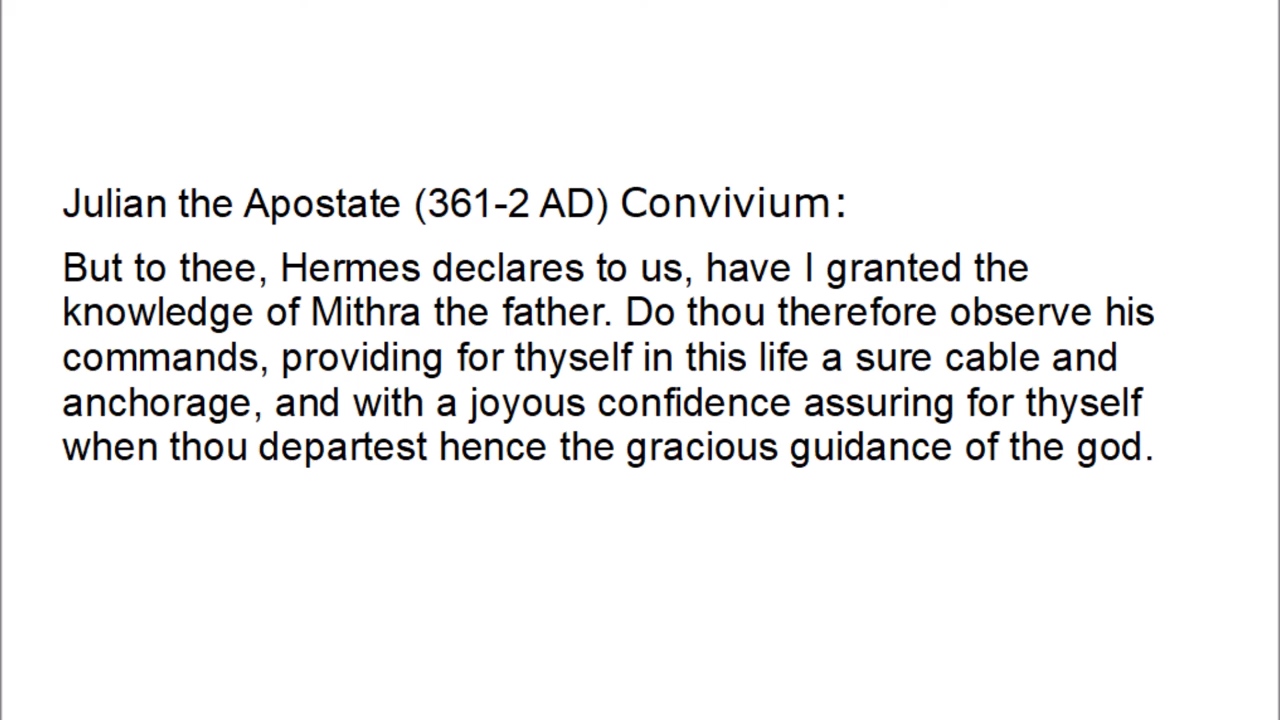 Julian the Apostate (361-2 AD) Convivium:
But to thee, Hermes declares to us, have I granted the
knowledge of Mithra the father. Do thou therefore observe his
commands, providing for thyself in this life a sure cable and
anchorage, and with a joyous confidence assuring for thyself
when thou departest hence the gracious guidance of the god.